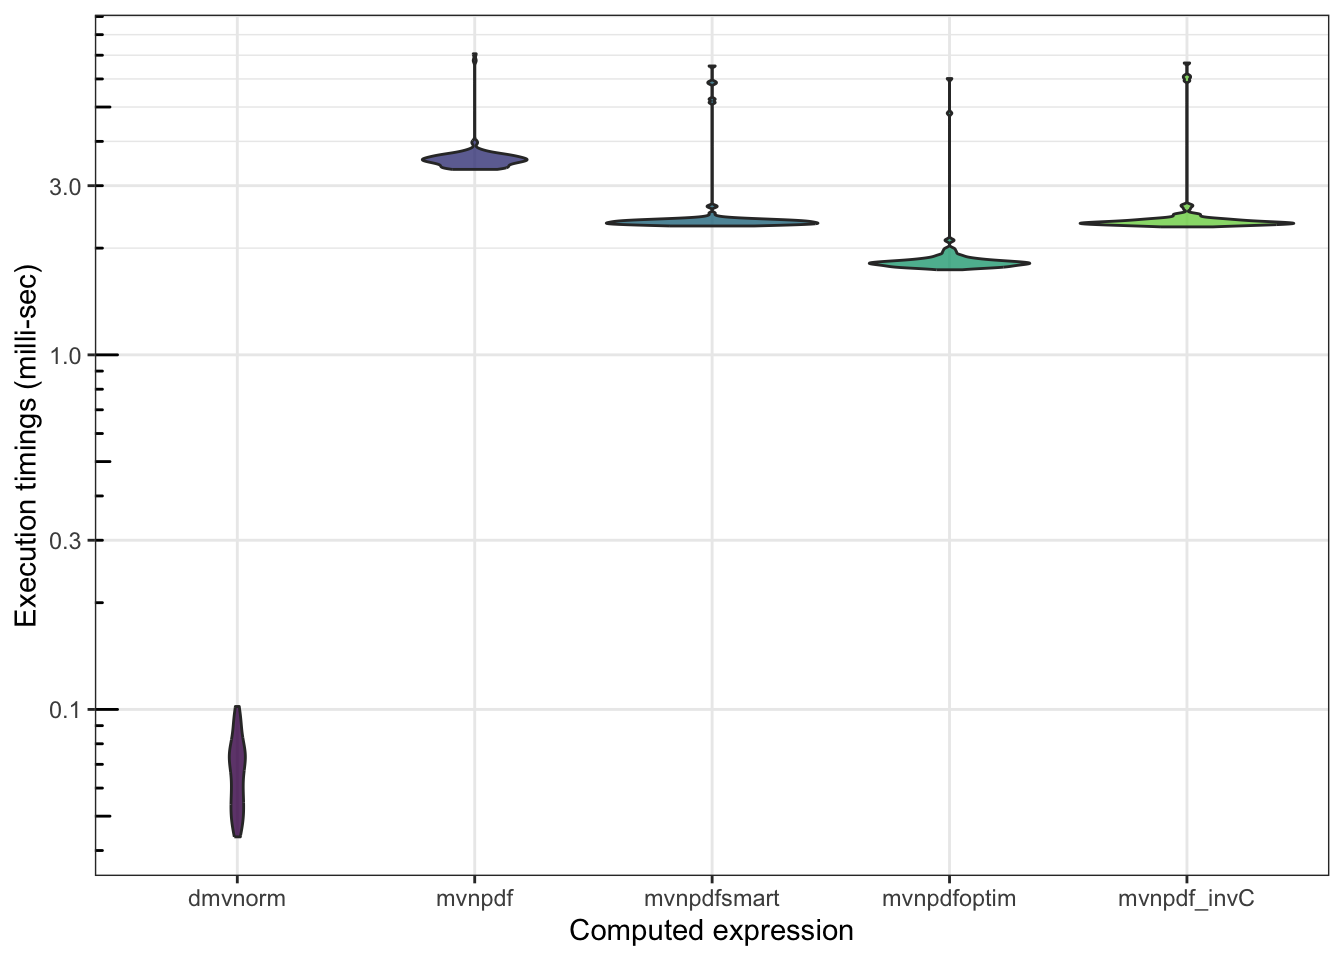 Execution timings (milli-sec)
3.0
1.0
0.3
0.1
dmvnorm
mvnpdf
mvnpdfsmart
mvnpdfoptim
mvnpdf_invC
Computed expression